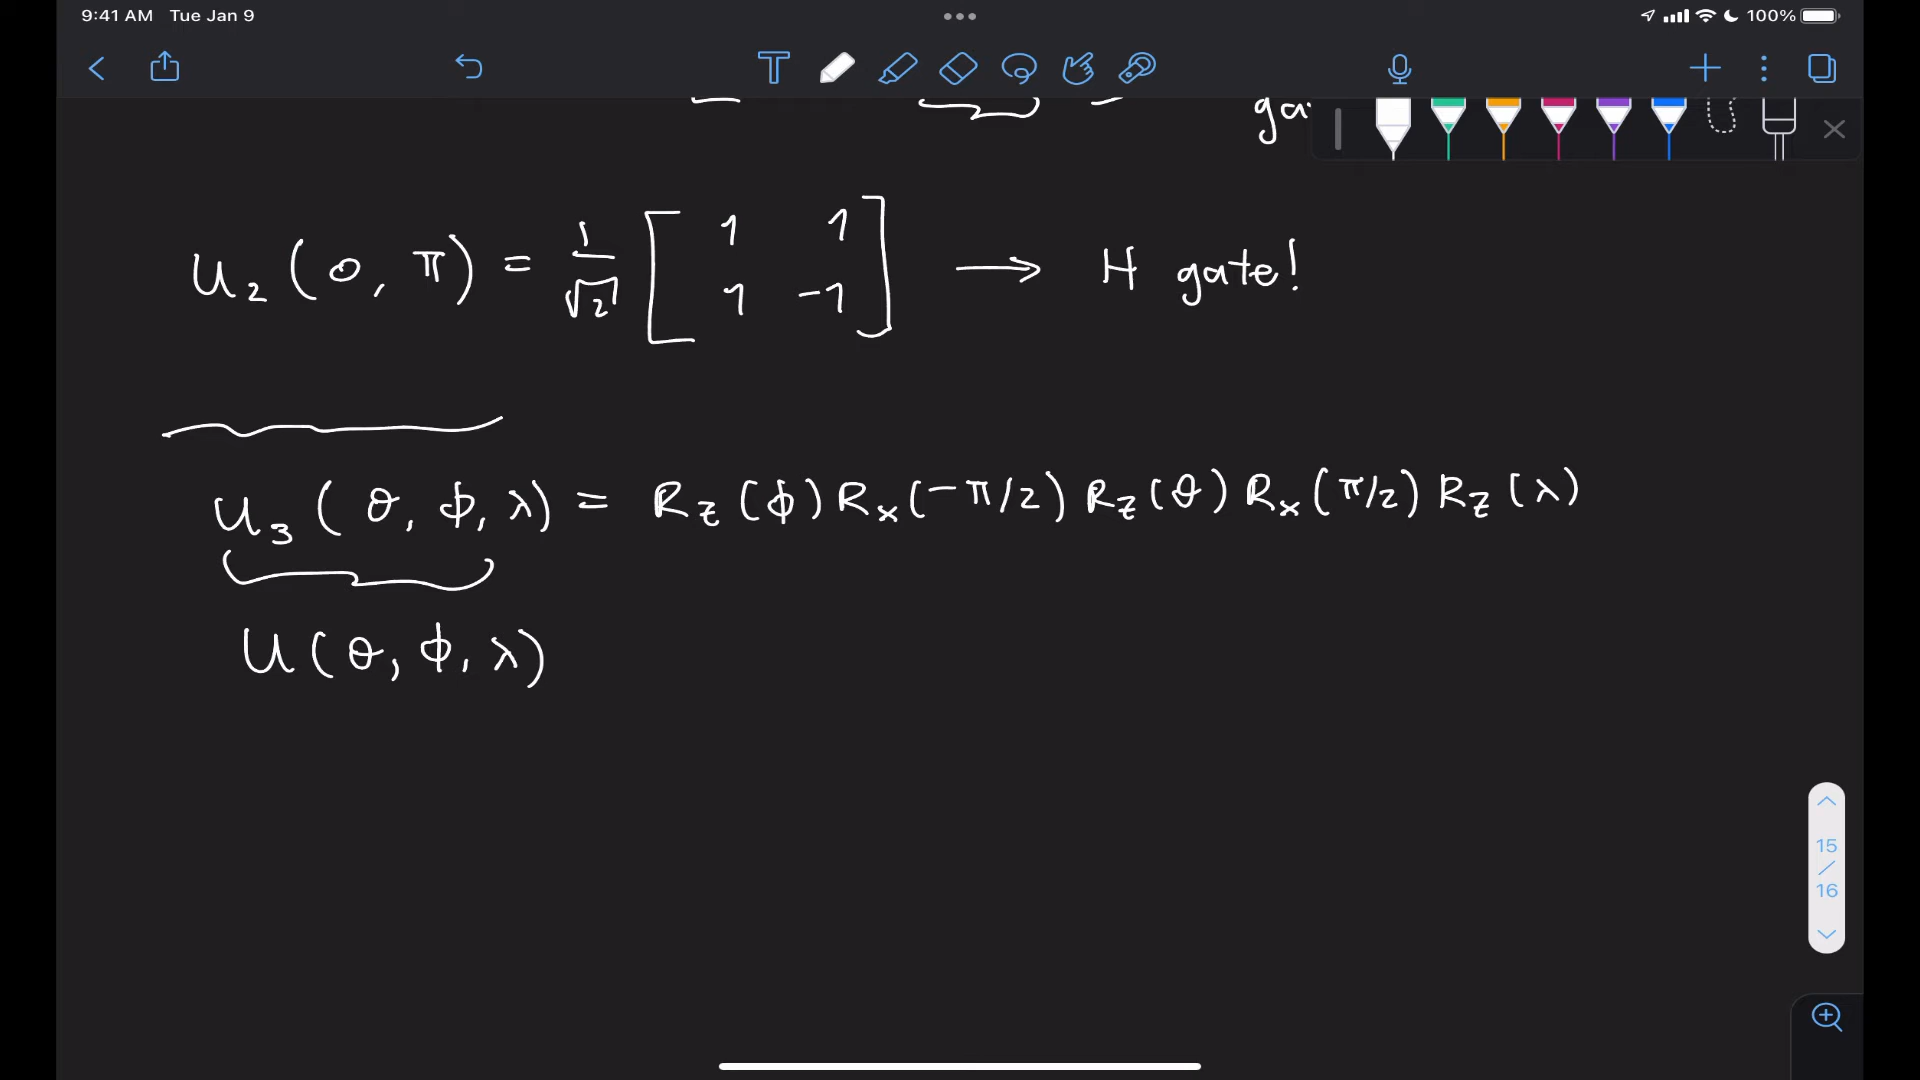 9:41 AM Tue Jan 9
100%
U₂(0, π) = 1/√2 [1 1; 1 -1] → H gate!
U₃(θ, ϕ, λ) = R_z(ϕ) R_x(-π/2) R_z(θ) R_x(π/2) R_z(λ)
U(θ, ϕ, λ)
15
/
16